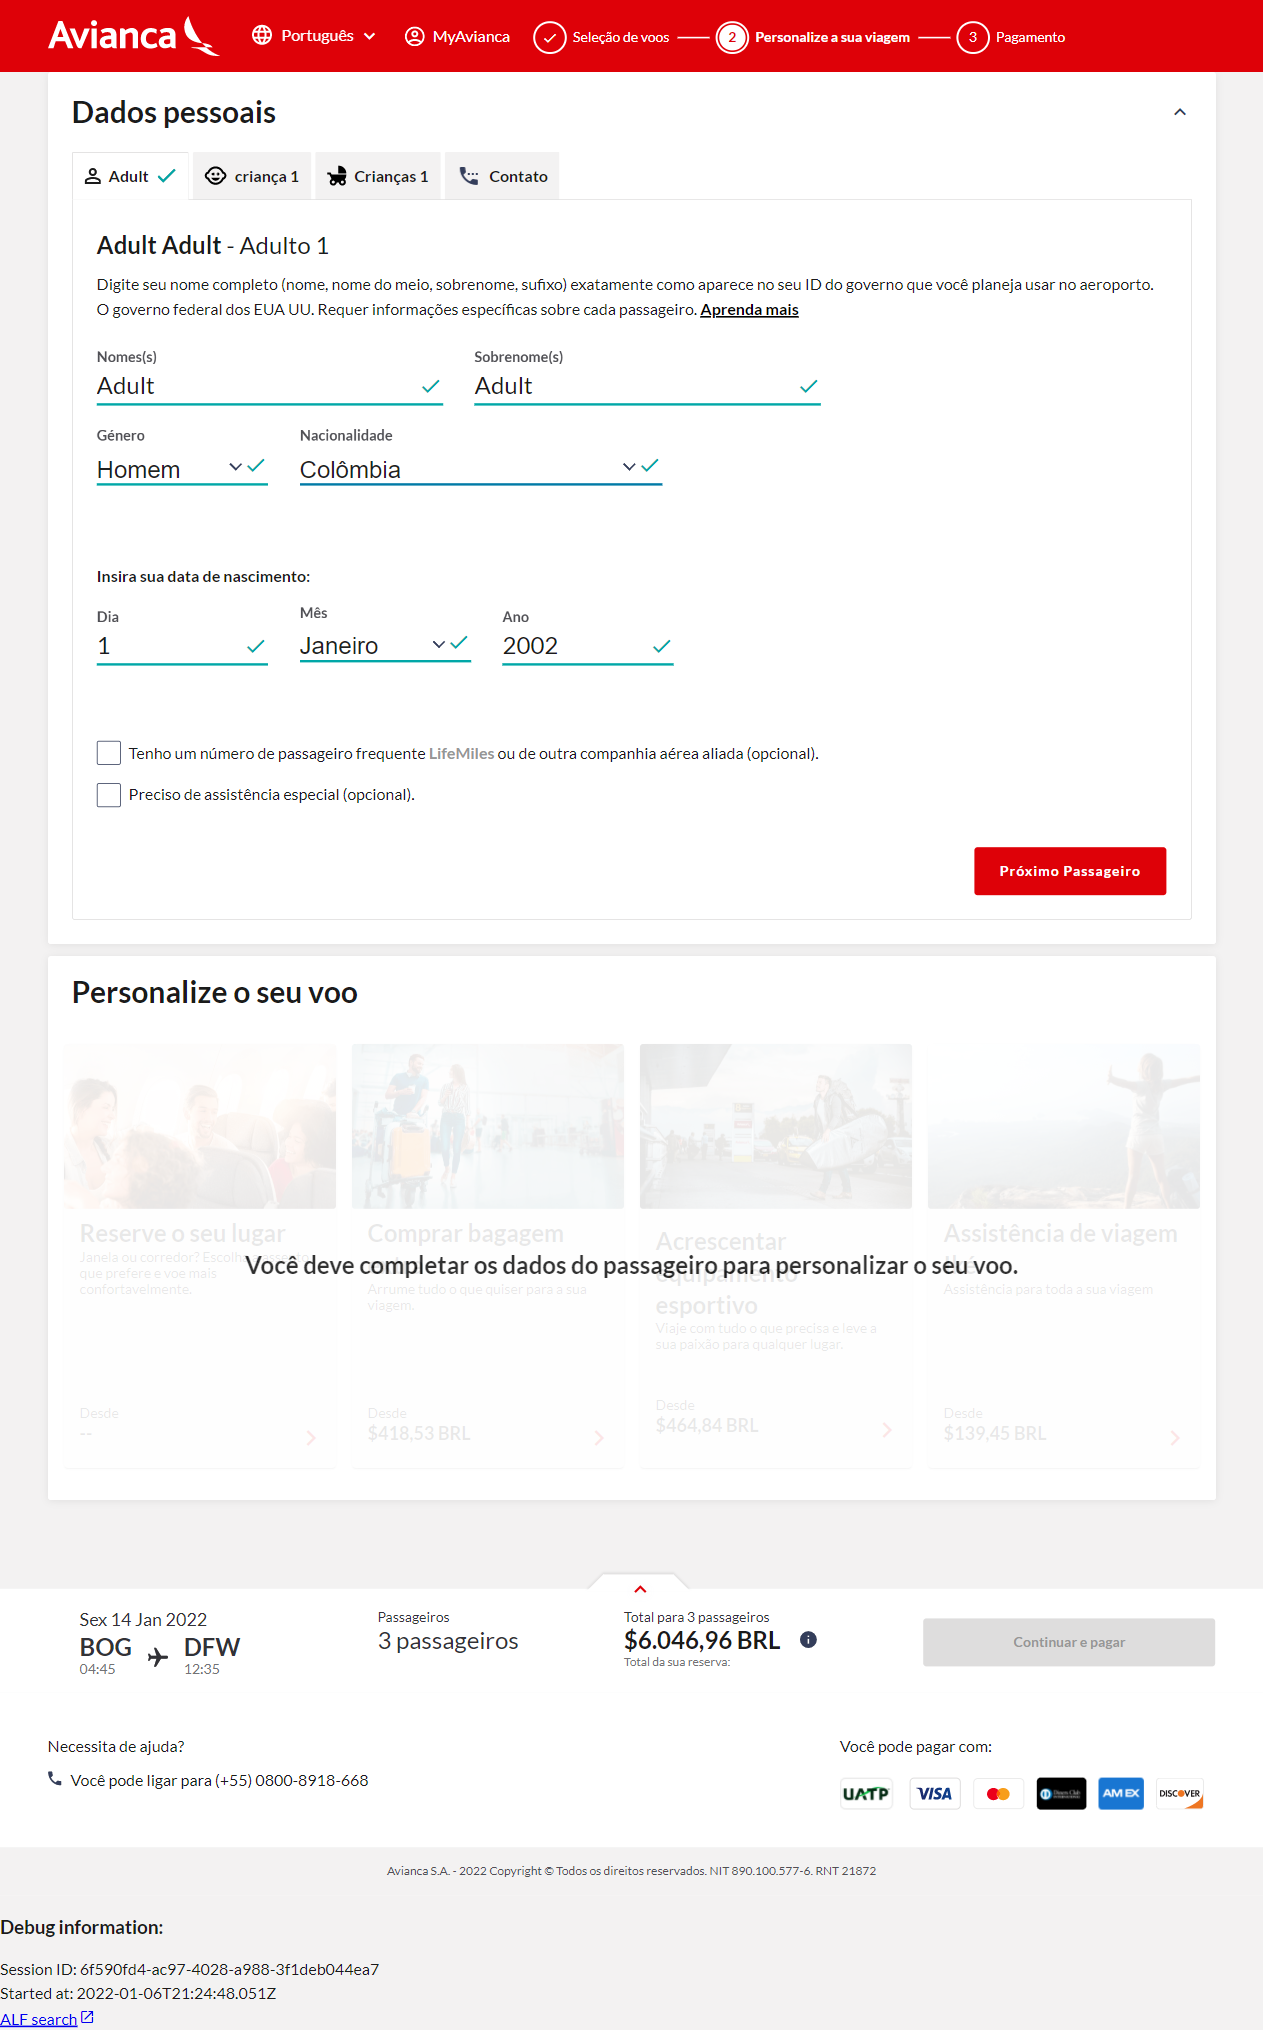 Avianca Português MyAvianca Seleção de voos 2 Personalize a sua viagem 3 Pagamento
Dados pessoais
Adult criança 1 Crianças 1 Contato
Adult Adult - Adulto 1
Digite seu nome completo (nome, nome do meio, sobrenome, sufixo) exatamente como aparece no seu ID do governo que você planeja usar no aeroporto.
O governo federal dos EUA UU. Requer informações específicas sobre cada passageiro. Aprenda mais
Nomes(s) Sobrenome(s)
Adult Adult
Género Nacionalidade
Homem Colômbia
Insira sua data de nascimento:
Dia Mês Ano
1 Janeiro 2002
Tenho um número de passageiro frequente LifeMiles ou de outra companhia aérea aliada (opcional).
Preciso de assistência especial (opcional).
Próximo Passageiro
Personalize o seu voo
Reserve o seu lugar
Janela ou corredor? Escolha o assento
que prefere e voe mais
confortavelmente.
Desde
--
Comprar bagagem
Arrume tudo o que quiser para a sua
viagem.
Desde
$418,53 BRL
Acrescentar
equipamento
esportivo
Viaje com tudo o que precisa e leve a
sua paixão para qualquer lugar.
Desde
$464,84 BRL
Assistência de viagem
Assistência para toda a sua viagem
Desde
$139,45 BRL
Você deve completar os dados do passageiro para personalizar o seu voo.
Sex 14 Jan 2022
BOG DFW
04:45 12:35
Passageiros
3 passageiros
Total para 3 passageiros
$6.046,96 BRL
Total da sua reserva:
Continuar e pagar
Necessita de ajuda?
Você pode ligar para (+55) 0800-8918-668
Você pode pagar com:
UATP VISA Diners Club AMEX DISCOVER
Avianca S.A. - 2022 Copyright © Todos os direitos reservados. NIT 890.100.577-6. RNT 21872
Debug information:
Session ID: 6f590fd4-ac97-4028-a988-3f1deb044ea7
Started at: 2022-01-06T21:24:48.051Z
ALF search